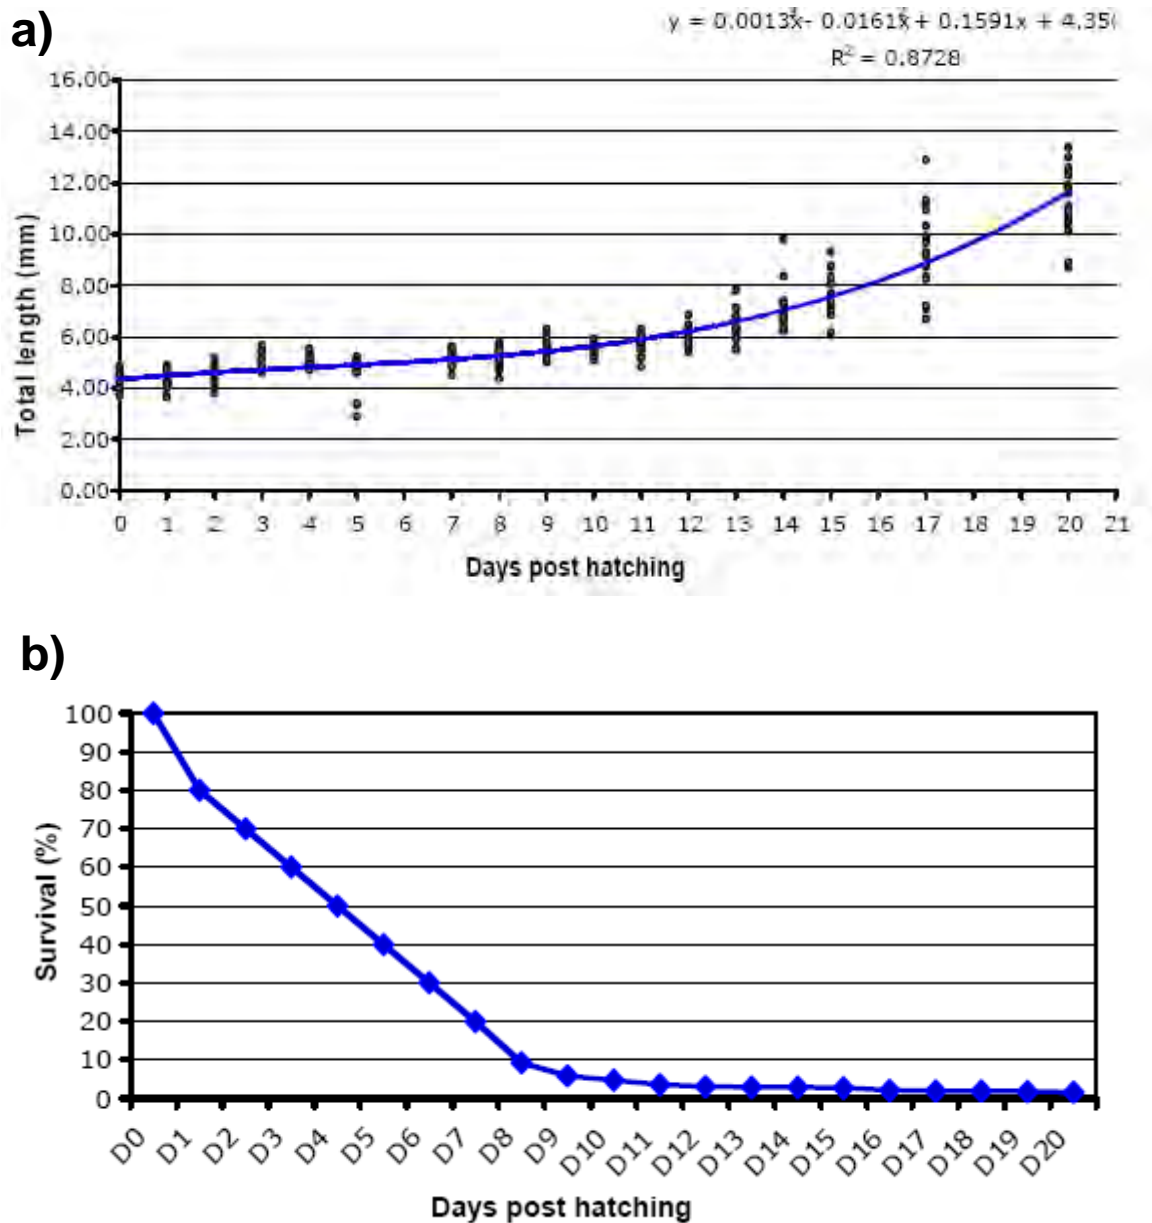 a)
y = 0.0013x³- 0.0161x²+ 0.1591x + 4.35
R² = 0.8728
16.00
14.00
12.00
10.00
8.00
6.00
4.00
2.00
0.00
Total length (mm)
0 1 2 3 4 5 6 7 8 9 10 11 12 13 14 15 16 17 18 19 20 21
Days post hatching
b)
100
90
80
70
60
50
40
30
20
10
0
Survival (%)
D0 D1 D2 D3 D4 D5 D6 D7 D8 D9 D10 D11 D12 D13 D14 D15 D16 D17 D18 D19 D20
Days post hatching